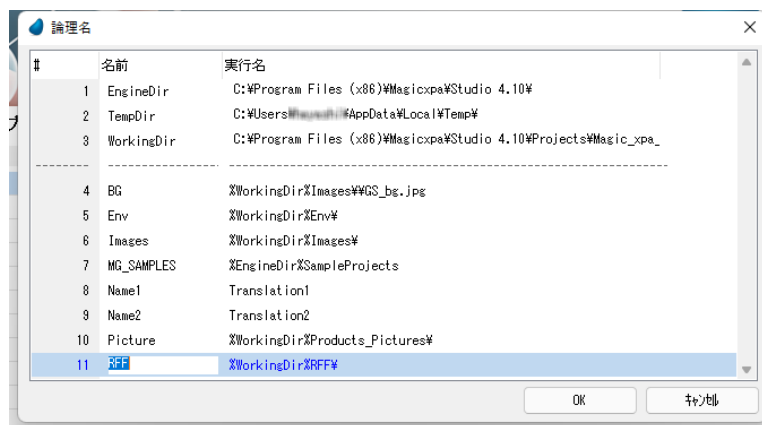 論理名
# 名前 実行名
1 EngineDir C:¥Program Files (x86)¥Magicxpa¥Studio 4.10¥
2 TempDir C:¥Users¥ ¥AppData¥Local¥Temp¥
3 WorkingDir C:¥Program Files (x86)¥Magicxpa¥Studio 4.10¥Projects¥Magic_xpa_
4 BG %WorkingDir%Images¥¥GS_bg.jpg
5 Env %WorkingDir%Env¥
6 Images %WorkingDir%Images¥
7 MG_SAMPLES %EngineDir%SampleProjects
8 Name1 Translation1
9 Name2 Translation2
10 Picture %WorkingDir%Products_Pictures¥
11 RFF %WorkingDir%RFF¥
OK キャンセル